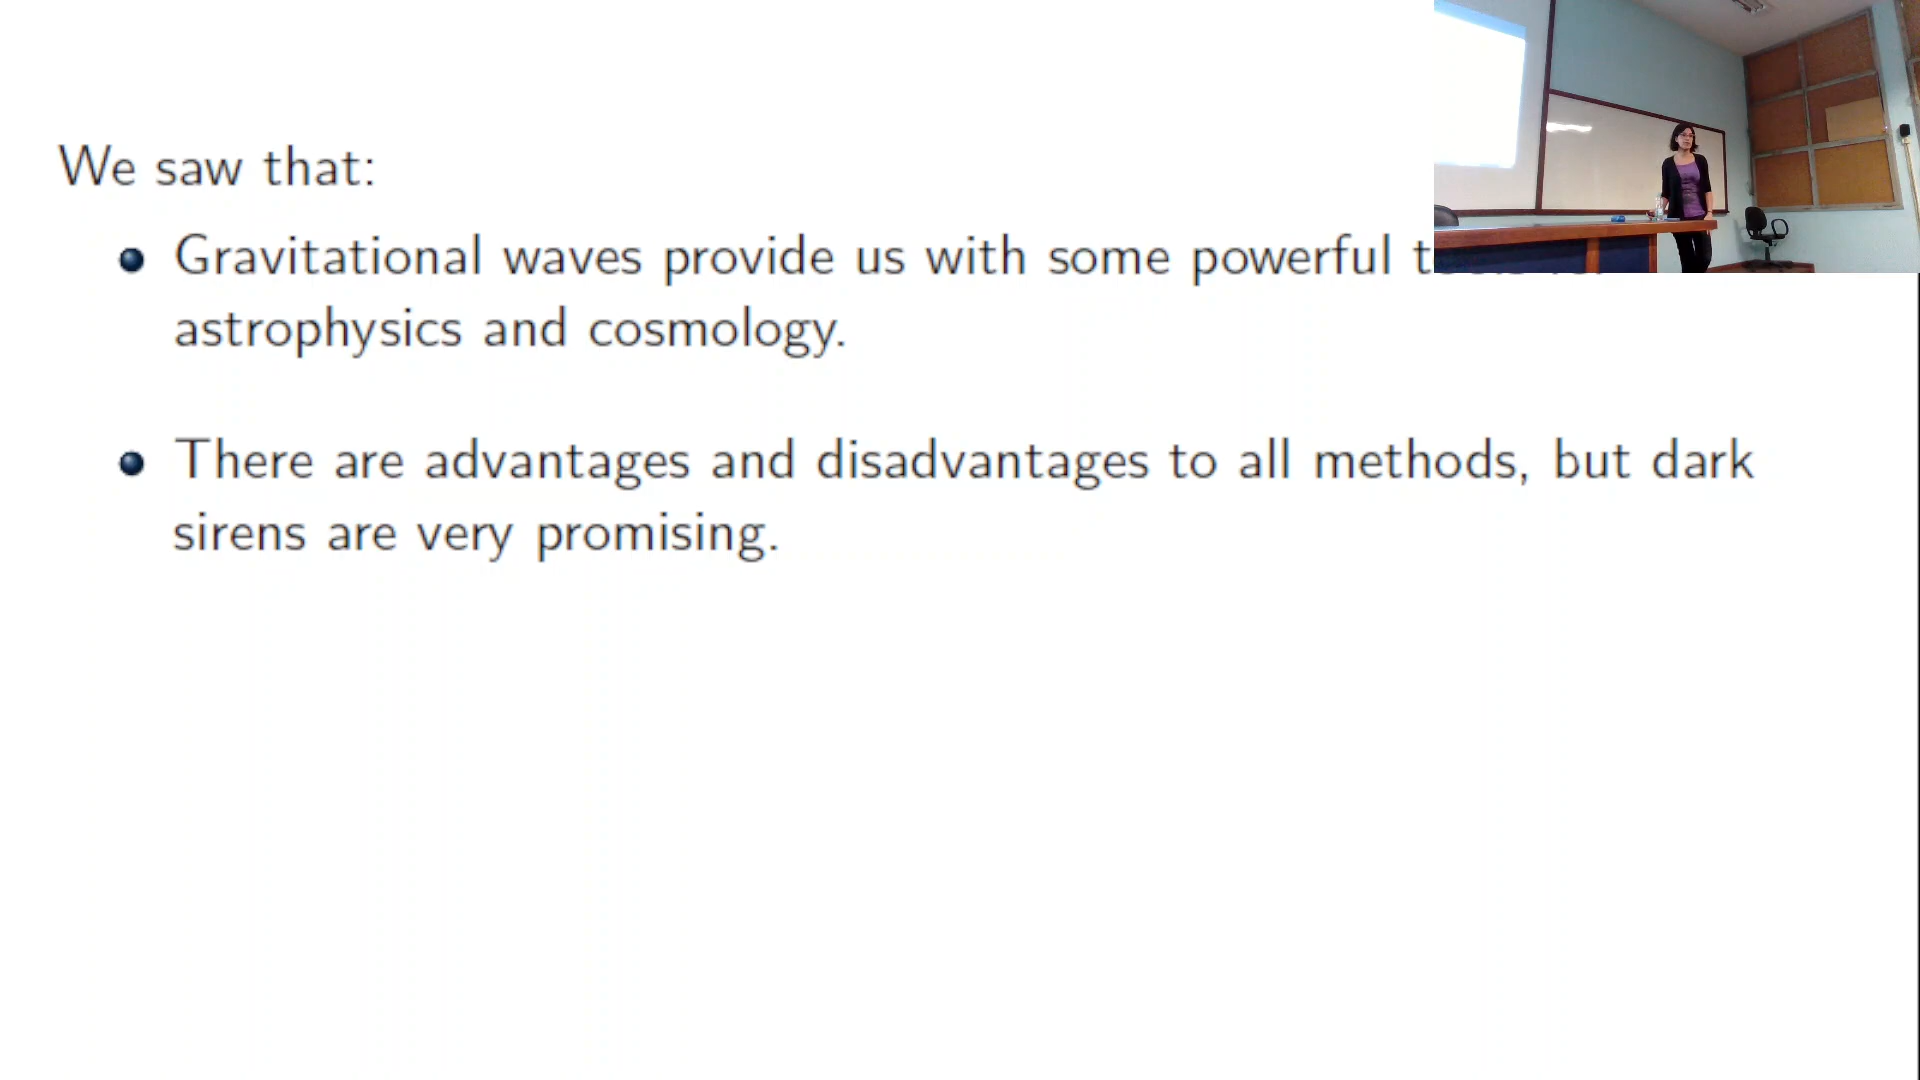 We saw that:
Gravitational waves provide us with some powerful
astrophysics and cosmology.
There are advantages and disadvantages to all methods, but dark
sirens are very promising.